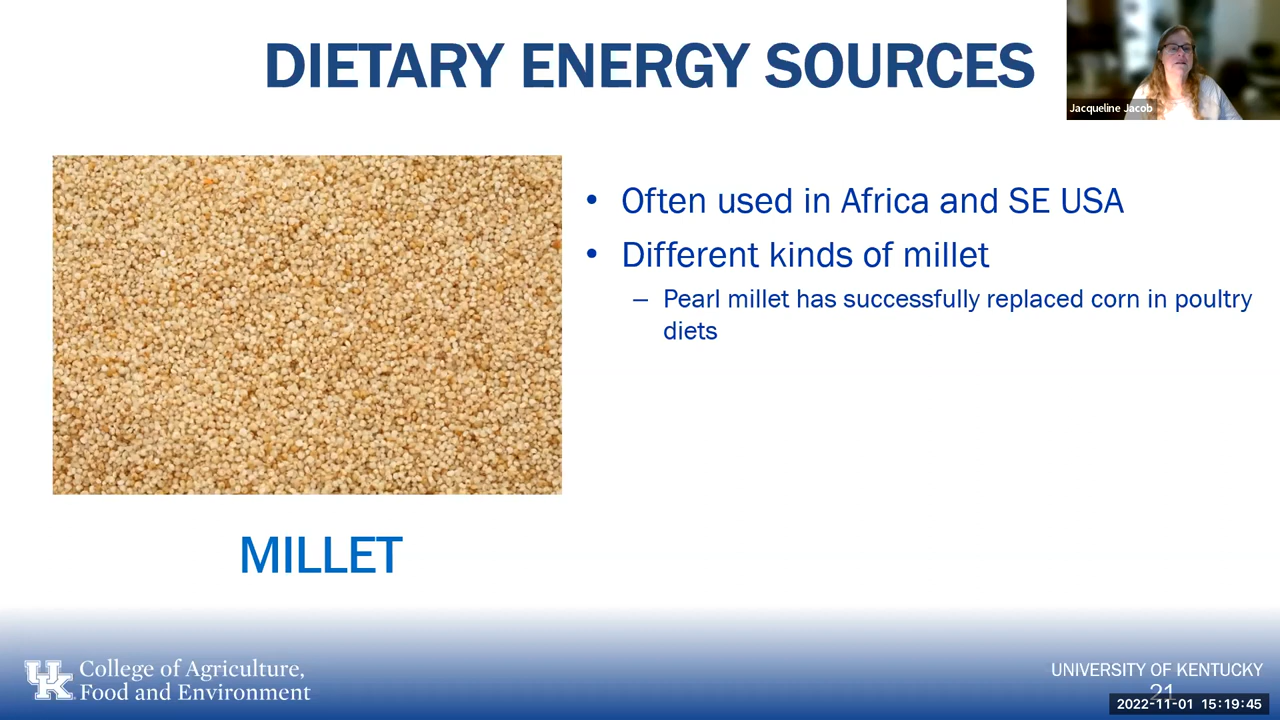 DIETARY ENERGY SOURCES
Jacqueline Jacob
• Often used in Africa and SE USA
• Different kinds of millet
– Pearl millet has successfully replaced corn in poultry
diets
MILLET
UK
College of Agriculture,
Food and Environment
UNIVERSITY OF KENTUCKY
21
2022-11-01 15:19:45